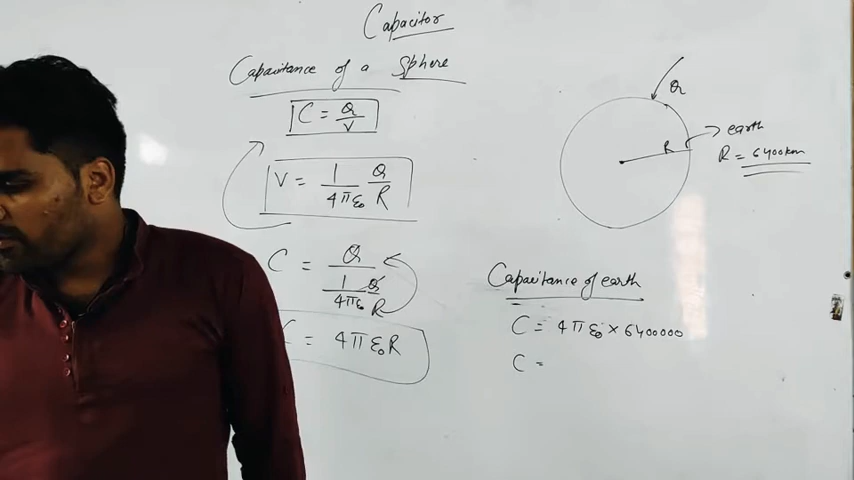 Capacitor
Capacitance of a Sphere
C = Q/V
V = 1/4πε₀ Q/R
C = Q / (1/4πε₀ Q/R)
C = 4πε₀R
Q
R
earth
R = 6400km
Capacitance of earth
C = 4πε₀ × 6400000
C =